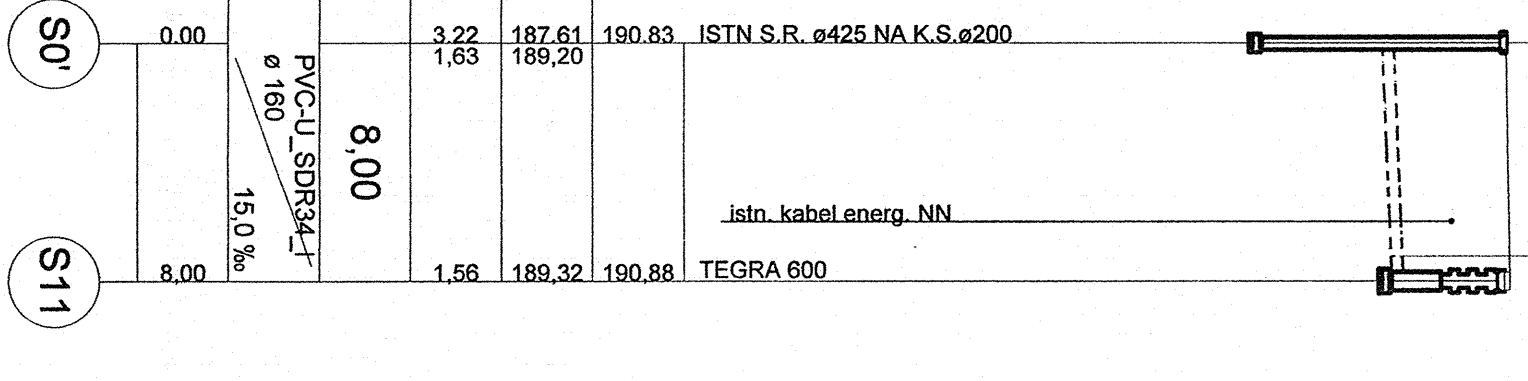 S0'
0.00
3.22 187.61 190.83 ISTN S.R. ø425 NA K.S.ø200
1,63 189,20
PVC-U_SDR34_I
ø 160
15,0 ‰
8,00
istn. kabel energ. NN
S11
8,00
1,56 189,32 190,88 TEGRA 600